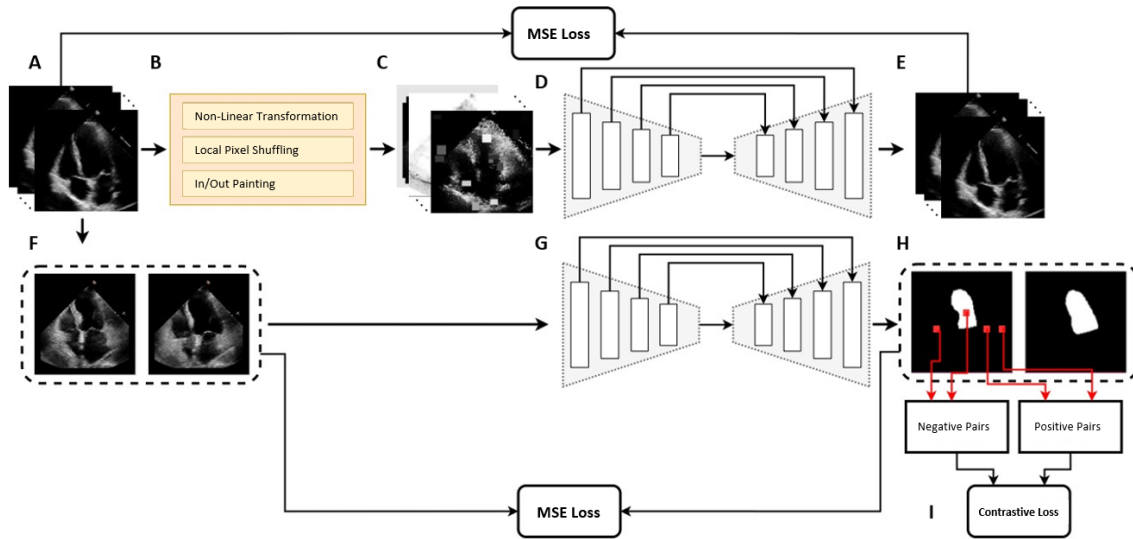 MSE Loss
A
B
C
D
E
Non-Linear Transformation
Local Pixel Shuffling
In/Out Painting
F
G
H
Negative Pairs
Positive Pairs
MSE Loss
I
Contrastive Loss